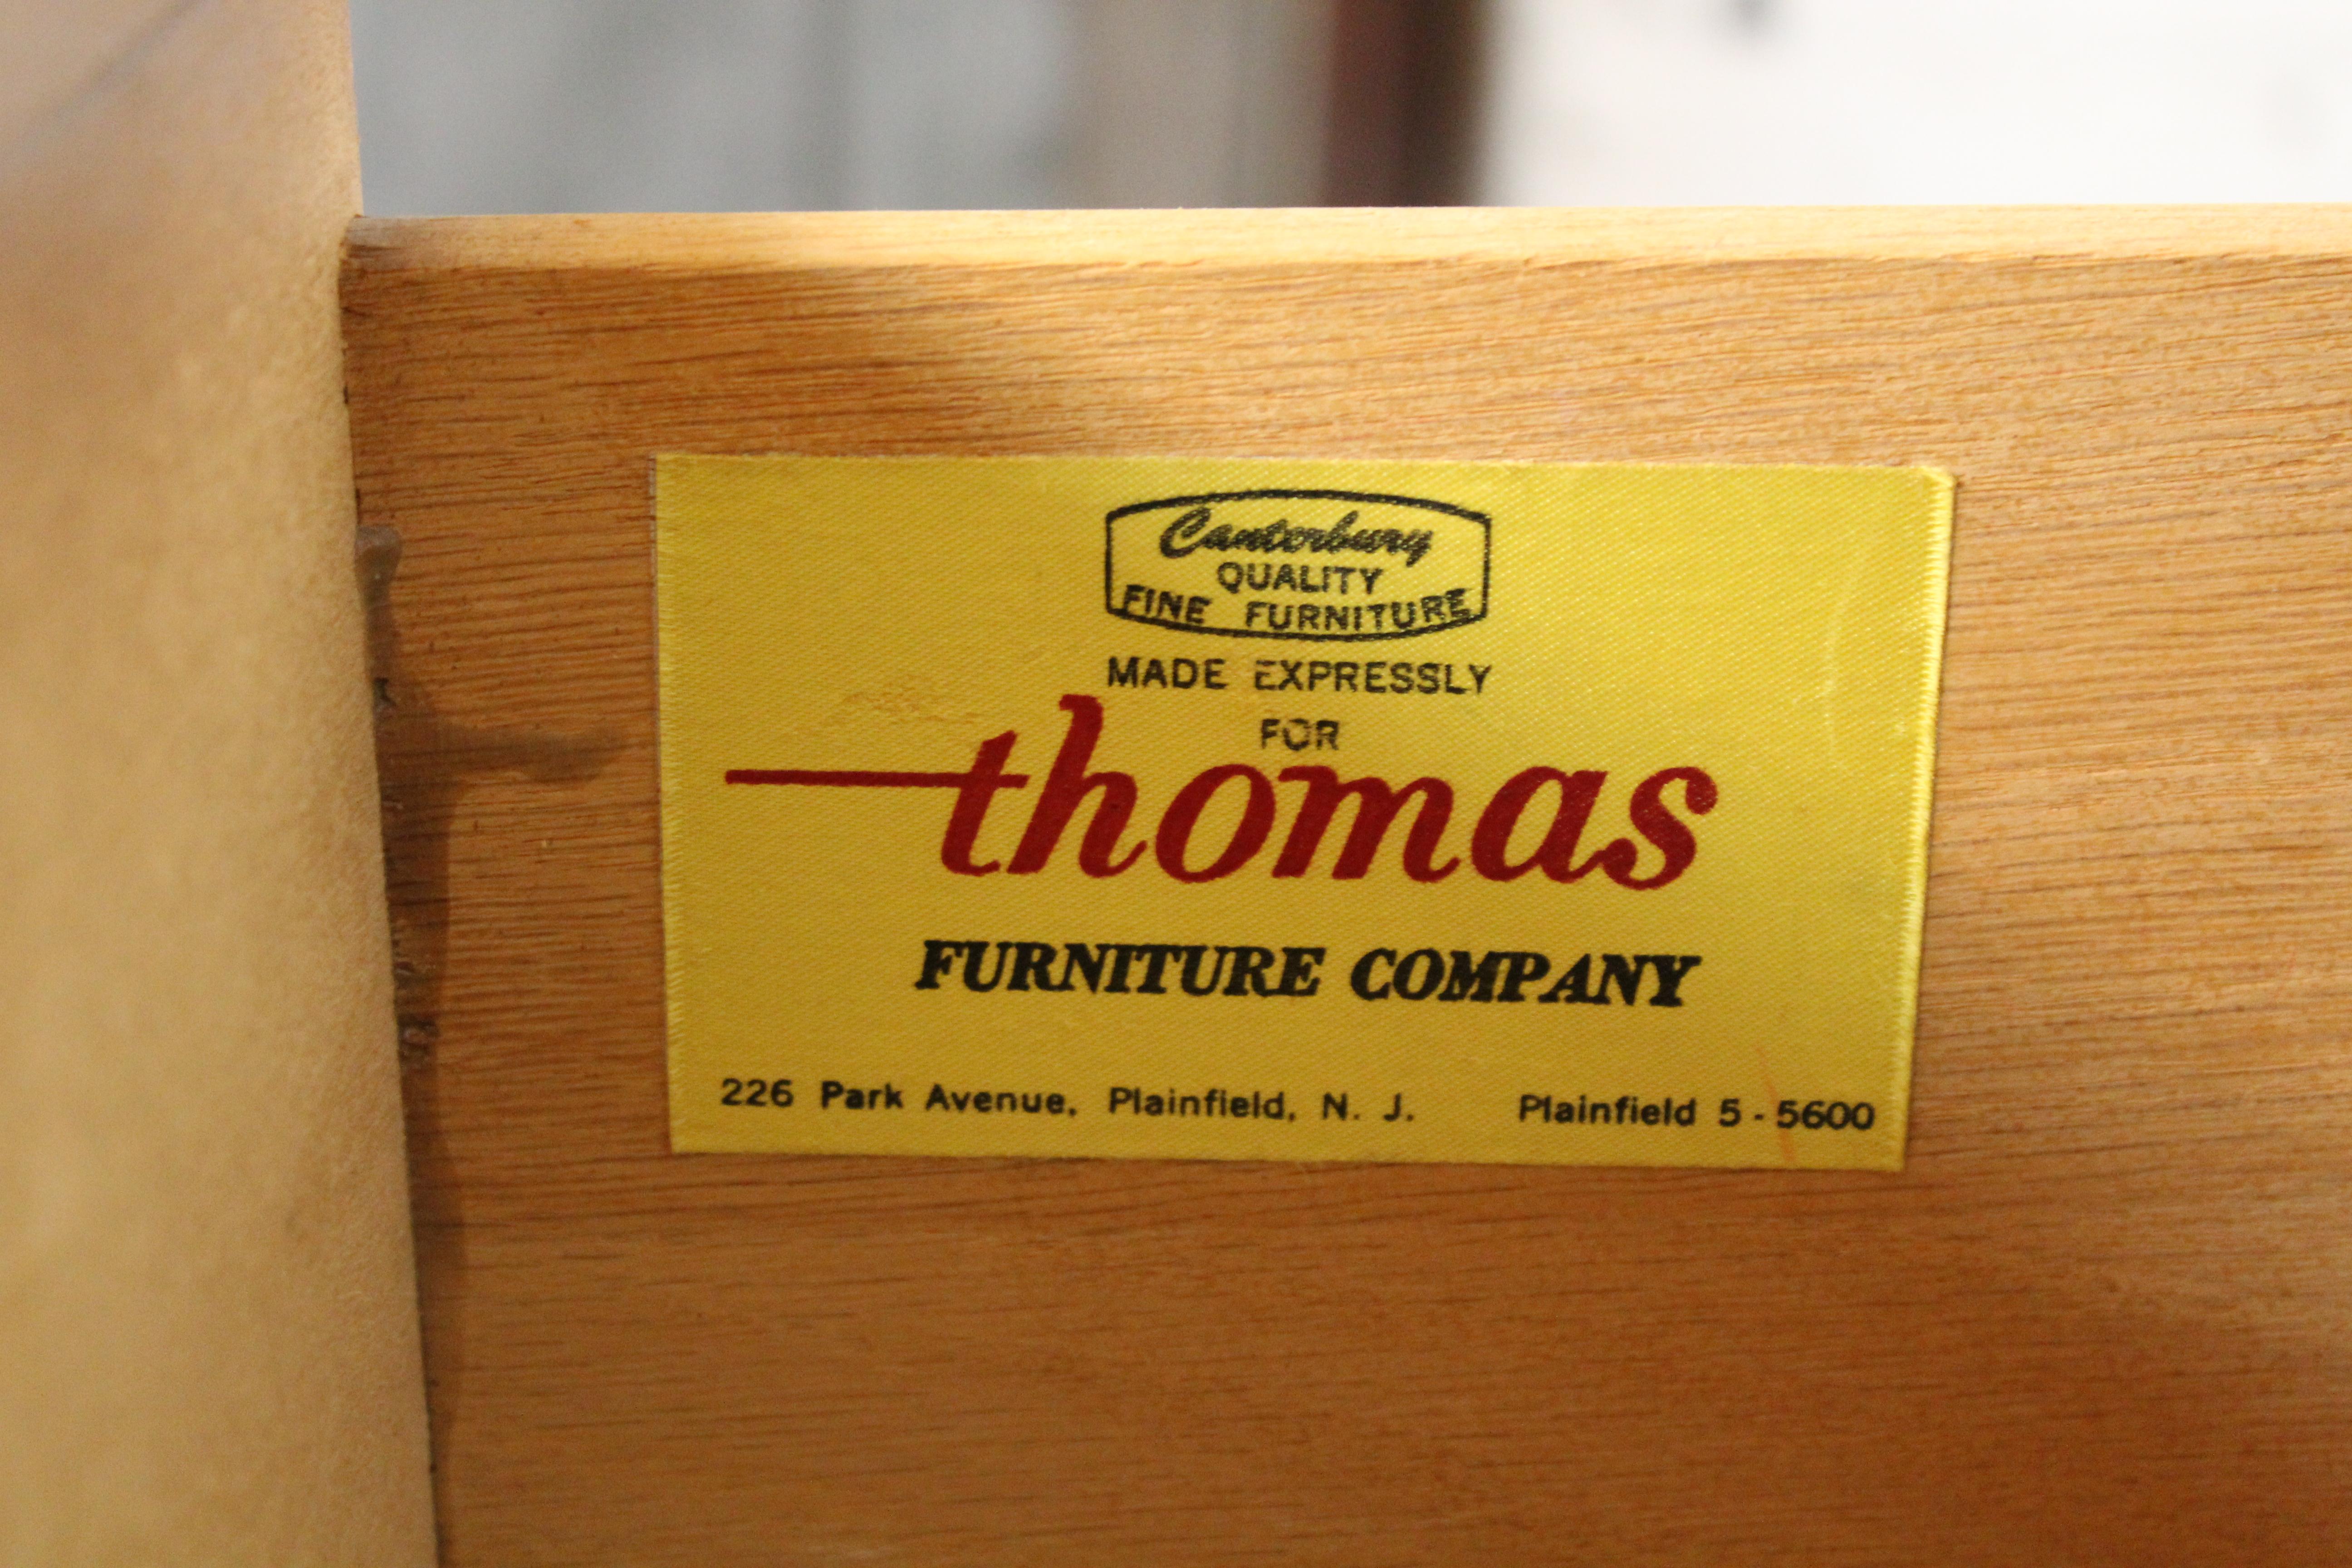 Canterbury
QUALITY
FINE FURNITURE
MADE EXPRESSLY
FOR
thomas
FURNITURE COMPANY
226 Park Avenue, Plainfield, N. J. Plainfield 5-5600